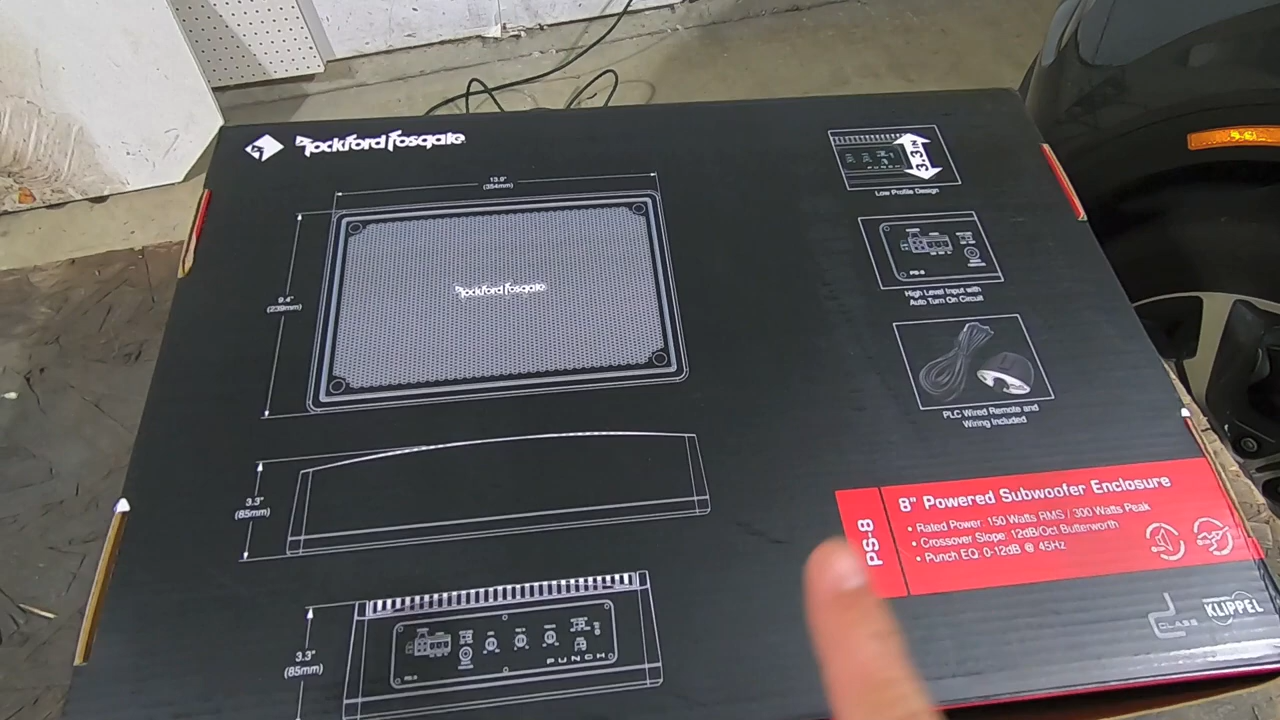 Rockford Fosgate
13.9"
(354mm)
9.4"
(239mm)
Rockford Fosgate
3.3"
(85mm)
3.3"
(85mm)
PS-8
PUNCH
3.3 IN
Low Profile Design
PS-8
High Level Input with
Auto Turn On Circuit
PLC Wired Remote and
Wiring Included
PS-8
8" Powered Subwoofer Enclosure
• Rated Power: 150 Watts RMS / 300 Watts Peak
• Crossover Slope: 12dB/Oct Butterworth
• Punch EQ: 0-12dB @ 45Hz
CLASS
KLIPPEL